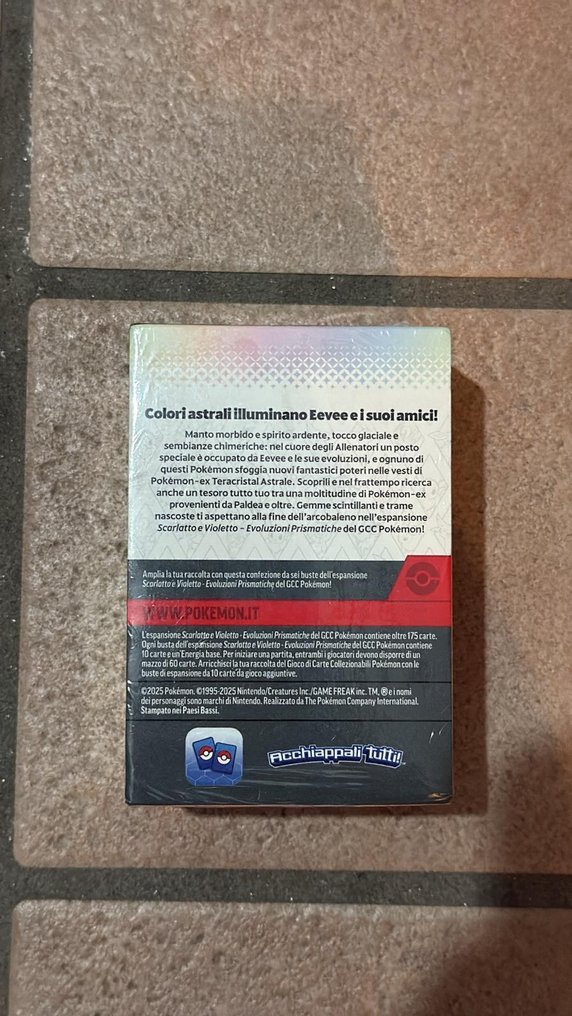 Colori astrali illuminano Eevee e i suoi amici!
Manto morbido e spirito ardente, tocco glaciale e
sembianze chimeriche: nel cuore degli Allenatori un posto
speciale è occupato da Eevee e le sue evoluzioni, e ognuno di
questi Pokémon sfoggia nuovi fantastici poteri nelle vesti di
Pokémon-ex Teracristal Astrale. Scoprili e nel frattempo ricerca
anche un tesoro tutto tuo tra una moltitudine di Pokémon-ex
provenienti da Paldea e oltre. Gemme scintillanti e trame
nascoste ti aspettano alla fine dell'arcobaleno nell'espansione
Scarlatto e Violetto – Evoluzioni Prismatiche del GCC Pokémon!
Amplia la tua raccolta con questa confezione da sei buste dell'espansione
Scarlatto e Violetto - Evoluzioni Prismatiche del GCC Pokémon!
WWW.POKEMON.IT
L'espansione Scarlatto e Violetto - Evoluzioni Prismatiche del GCC Pokémon contiene oltre 175 carte.
Ogni busta dell'espansione Scarlatto e Violetto - Evoluzioni Prismatiche del GCC Pokémon contiene
10 carte e un'Energia base. Per iniziare una partita, entrambi i giocatori devono disporre di un
mazzo di 60 carte. Arricchisci la tua raccolta del Gioco di Carte Collezionabili Pokémon con le
buste di espansione da 10 carte da gioco aggiuntive.
©2025 Pokémon. ©1995-2025 Nintendo/Creatures Inc./GAME FREAK inc. TM, ® e i nomi
dei personaggi sono marchi di Nintendo. Realizzato da The Pokémon Company International.
Stampato nei Paesi Bassi.
Acchiappali Tutti!